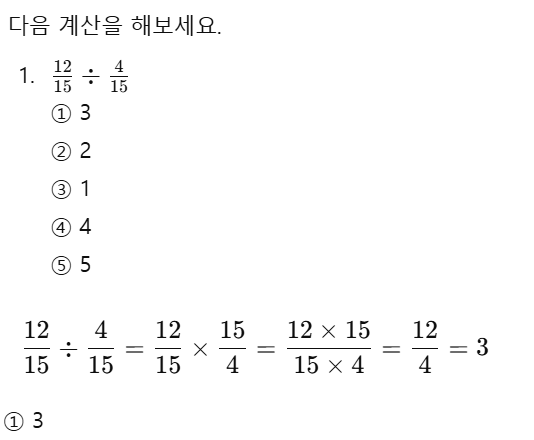 다음 계산을 해보세요.
1. 12/15 ÷ 4/15
① 3
② 2
③ 1
④ 4
⑤ 5
12/15 ÷ 4/15 = 12/15 × 15/4 = (12 × 15)/(15 × 4) = 12/4 = 3
① 3